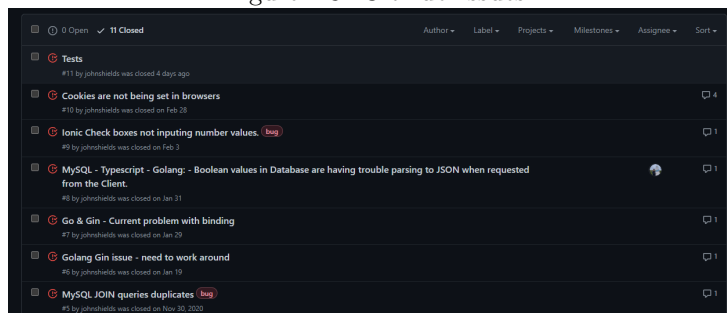 0 Open 11 Closed Author Label Projects Milestones Assignee Sort
Tests
#11 by johnshields was closed 4 days ago
Cookies are not being set in browsers 4
#10 by johnshields was closed on Feb 28
Ionic Check boxes not inputing number values. bug 1
#9 by johnshields was closed on Feb 3
MySQL - Typescript - Golang: - Boolean values in Database are having trouble parsing to JSON when requested 1
from the Client.
#8 by johnshields was closed on Jan 31
Go & Gin - Current problem with binding 1
#7 by johnshields was closed on Jan 29
Golang Gin issue - need to work around 1
#6 by johnshields was closed on Jan 19
MySQL JOIN queries duplicates bug 1
#5 by johnshields was closed on Nov 30, 2020